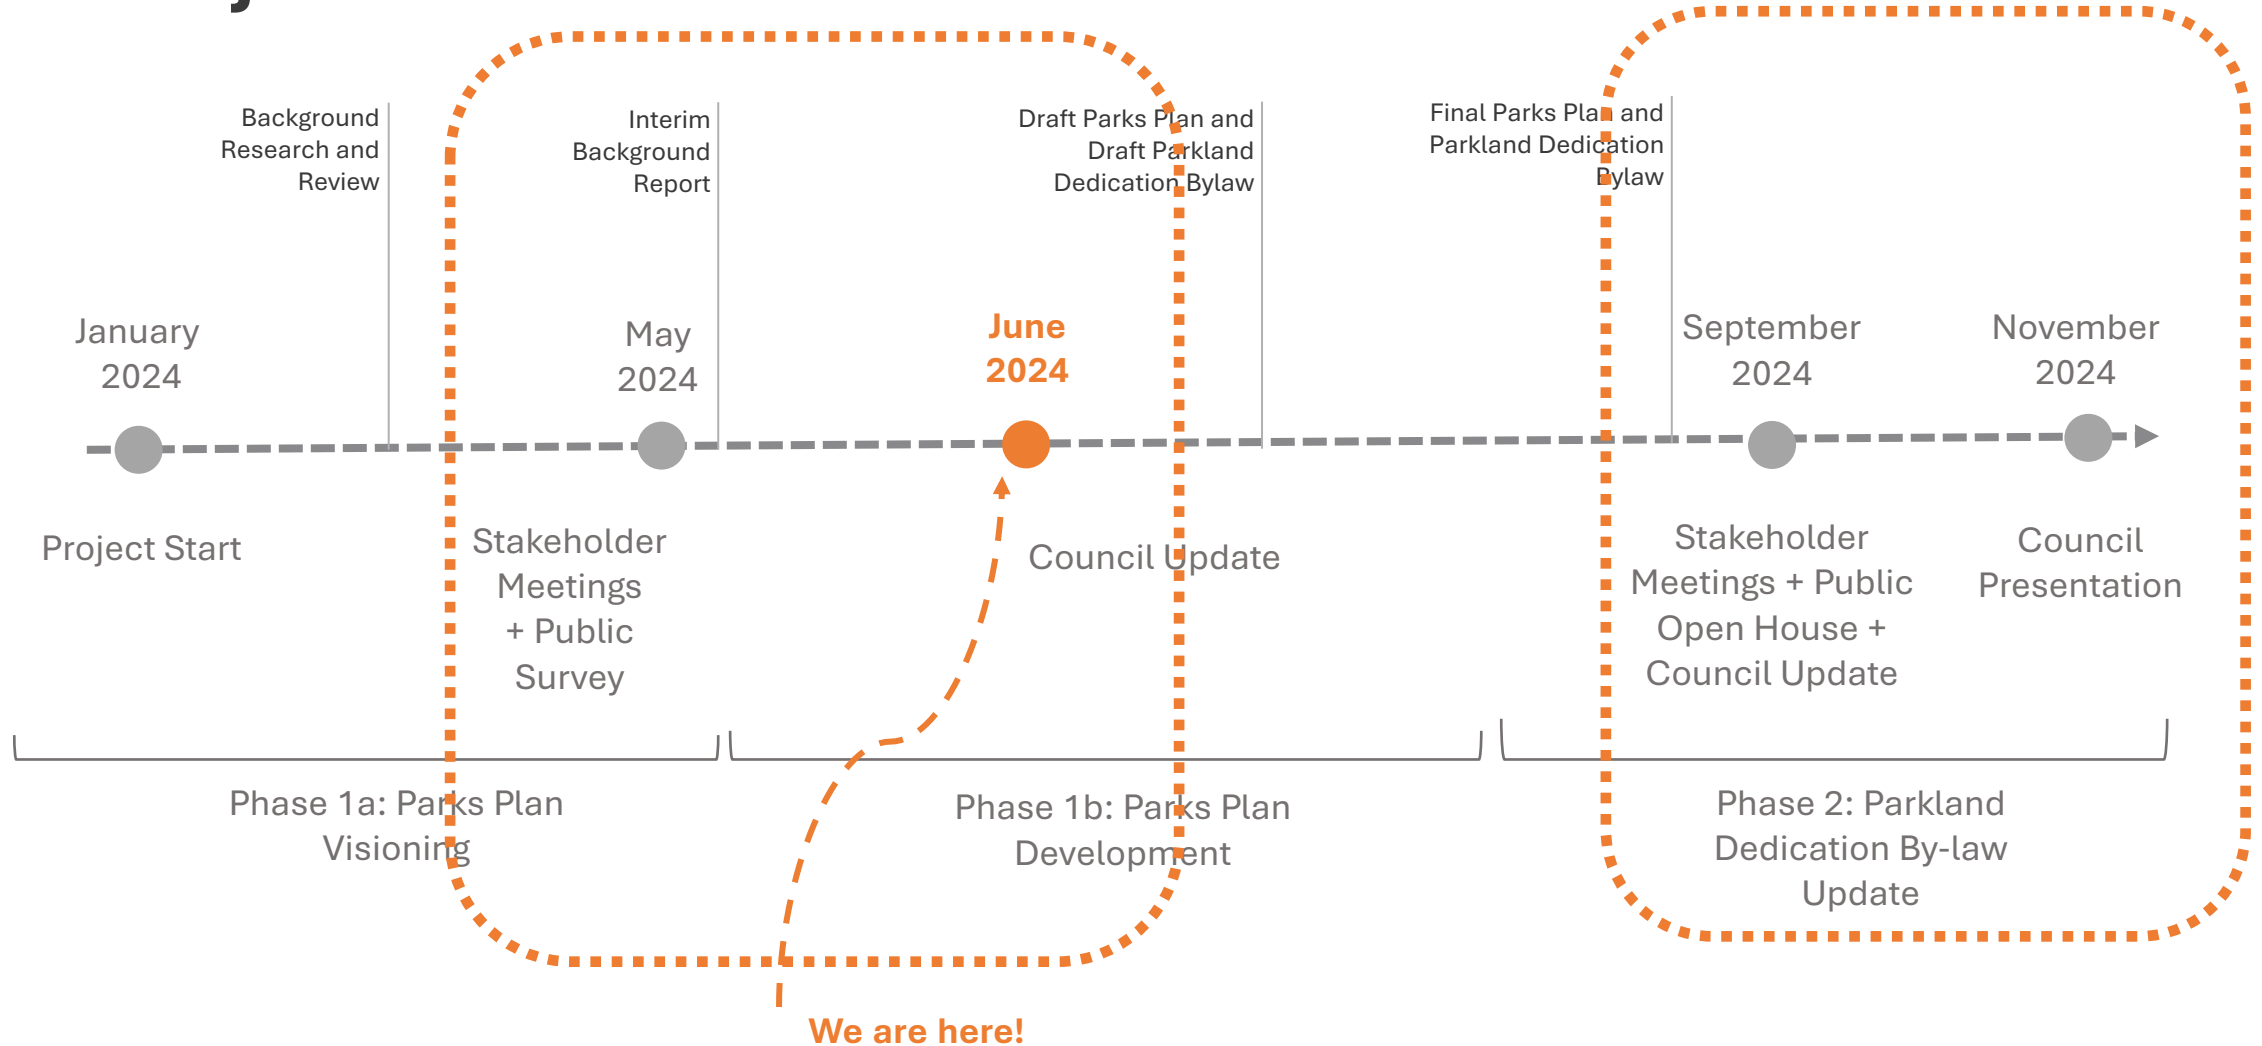 Background
Research and
Review
Interim
Background
Report
Draft Parks Plan and
Draft Parkland
Dedication Bylaw
Final Parks Plan and
Parkland Dedication
Bylaw
January
2024
May
2024
June
2024
September
2024
November
2024
Project Start
Stakeholder
Meetings
+ Public
Survey
Council Update
Stakeholder
Meetings + Public
Open House +
Council Update
Council
Presentation
Phase 1a: Parks Plan
Visioning
Phase 1b: Parks Plan
Development
Phase 2: Parkland
Dedication By-law
Update
We are here!